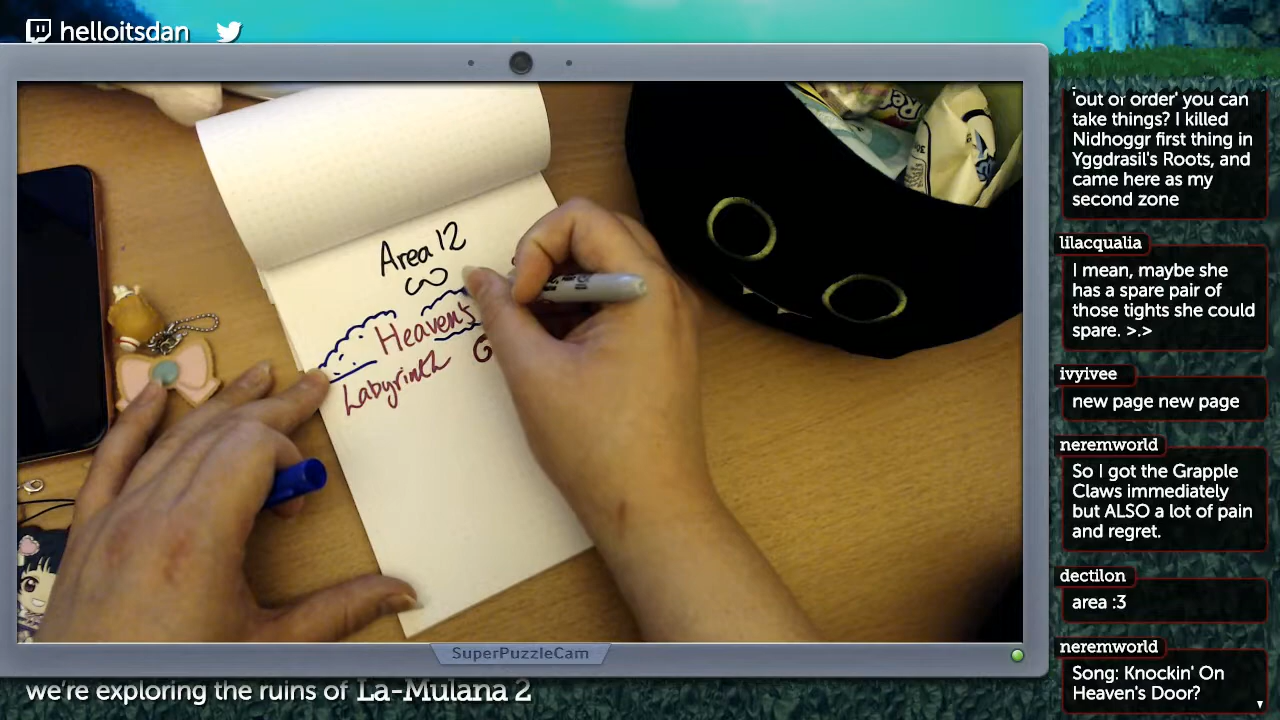 helloitsdan
Area 12
Heaven's
Labyrinth
SuperPuzzleCam
we're exploring the ruins of La-Mulana 2
'out of order' you can
take things? I killed
Nidhoggr first thing in
Yggdrasil's Roots, and
came here as my
second zone
lilacqualia
I mean, maybe she
has a spare pair of
those tights she could
spare. >.>
ivyivee
new page new page
neremworld
So I got the Grapple
Claws immediately
but ALSO a lot of pain
and regret.
dectilon
area :3
neremworld
Song: Knockin' On
Heaven's Door?